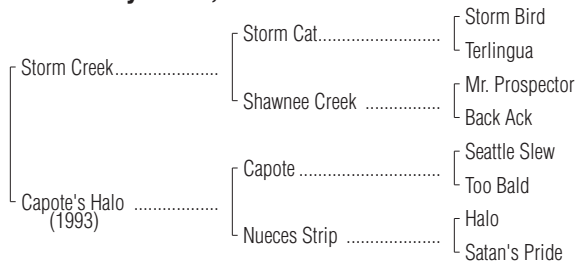 Storm Bird
Storm Cat........................
Terlingua
Storm Creek....................
Mr. Prospector
Shawnee Creek ...............
Back Ack
Seattle Slew
Capote ............................
Too Bald
Capote's Halo ................
(1993)
Halo
Nueces Strip ...................
Satan's Pride